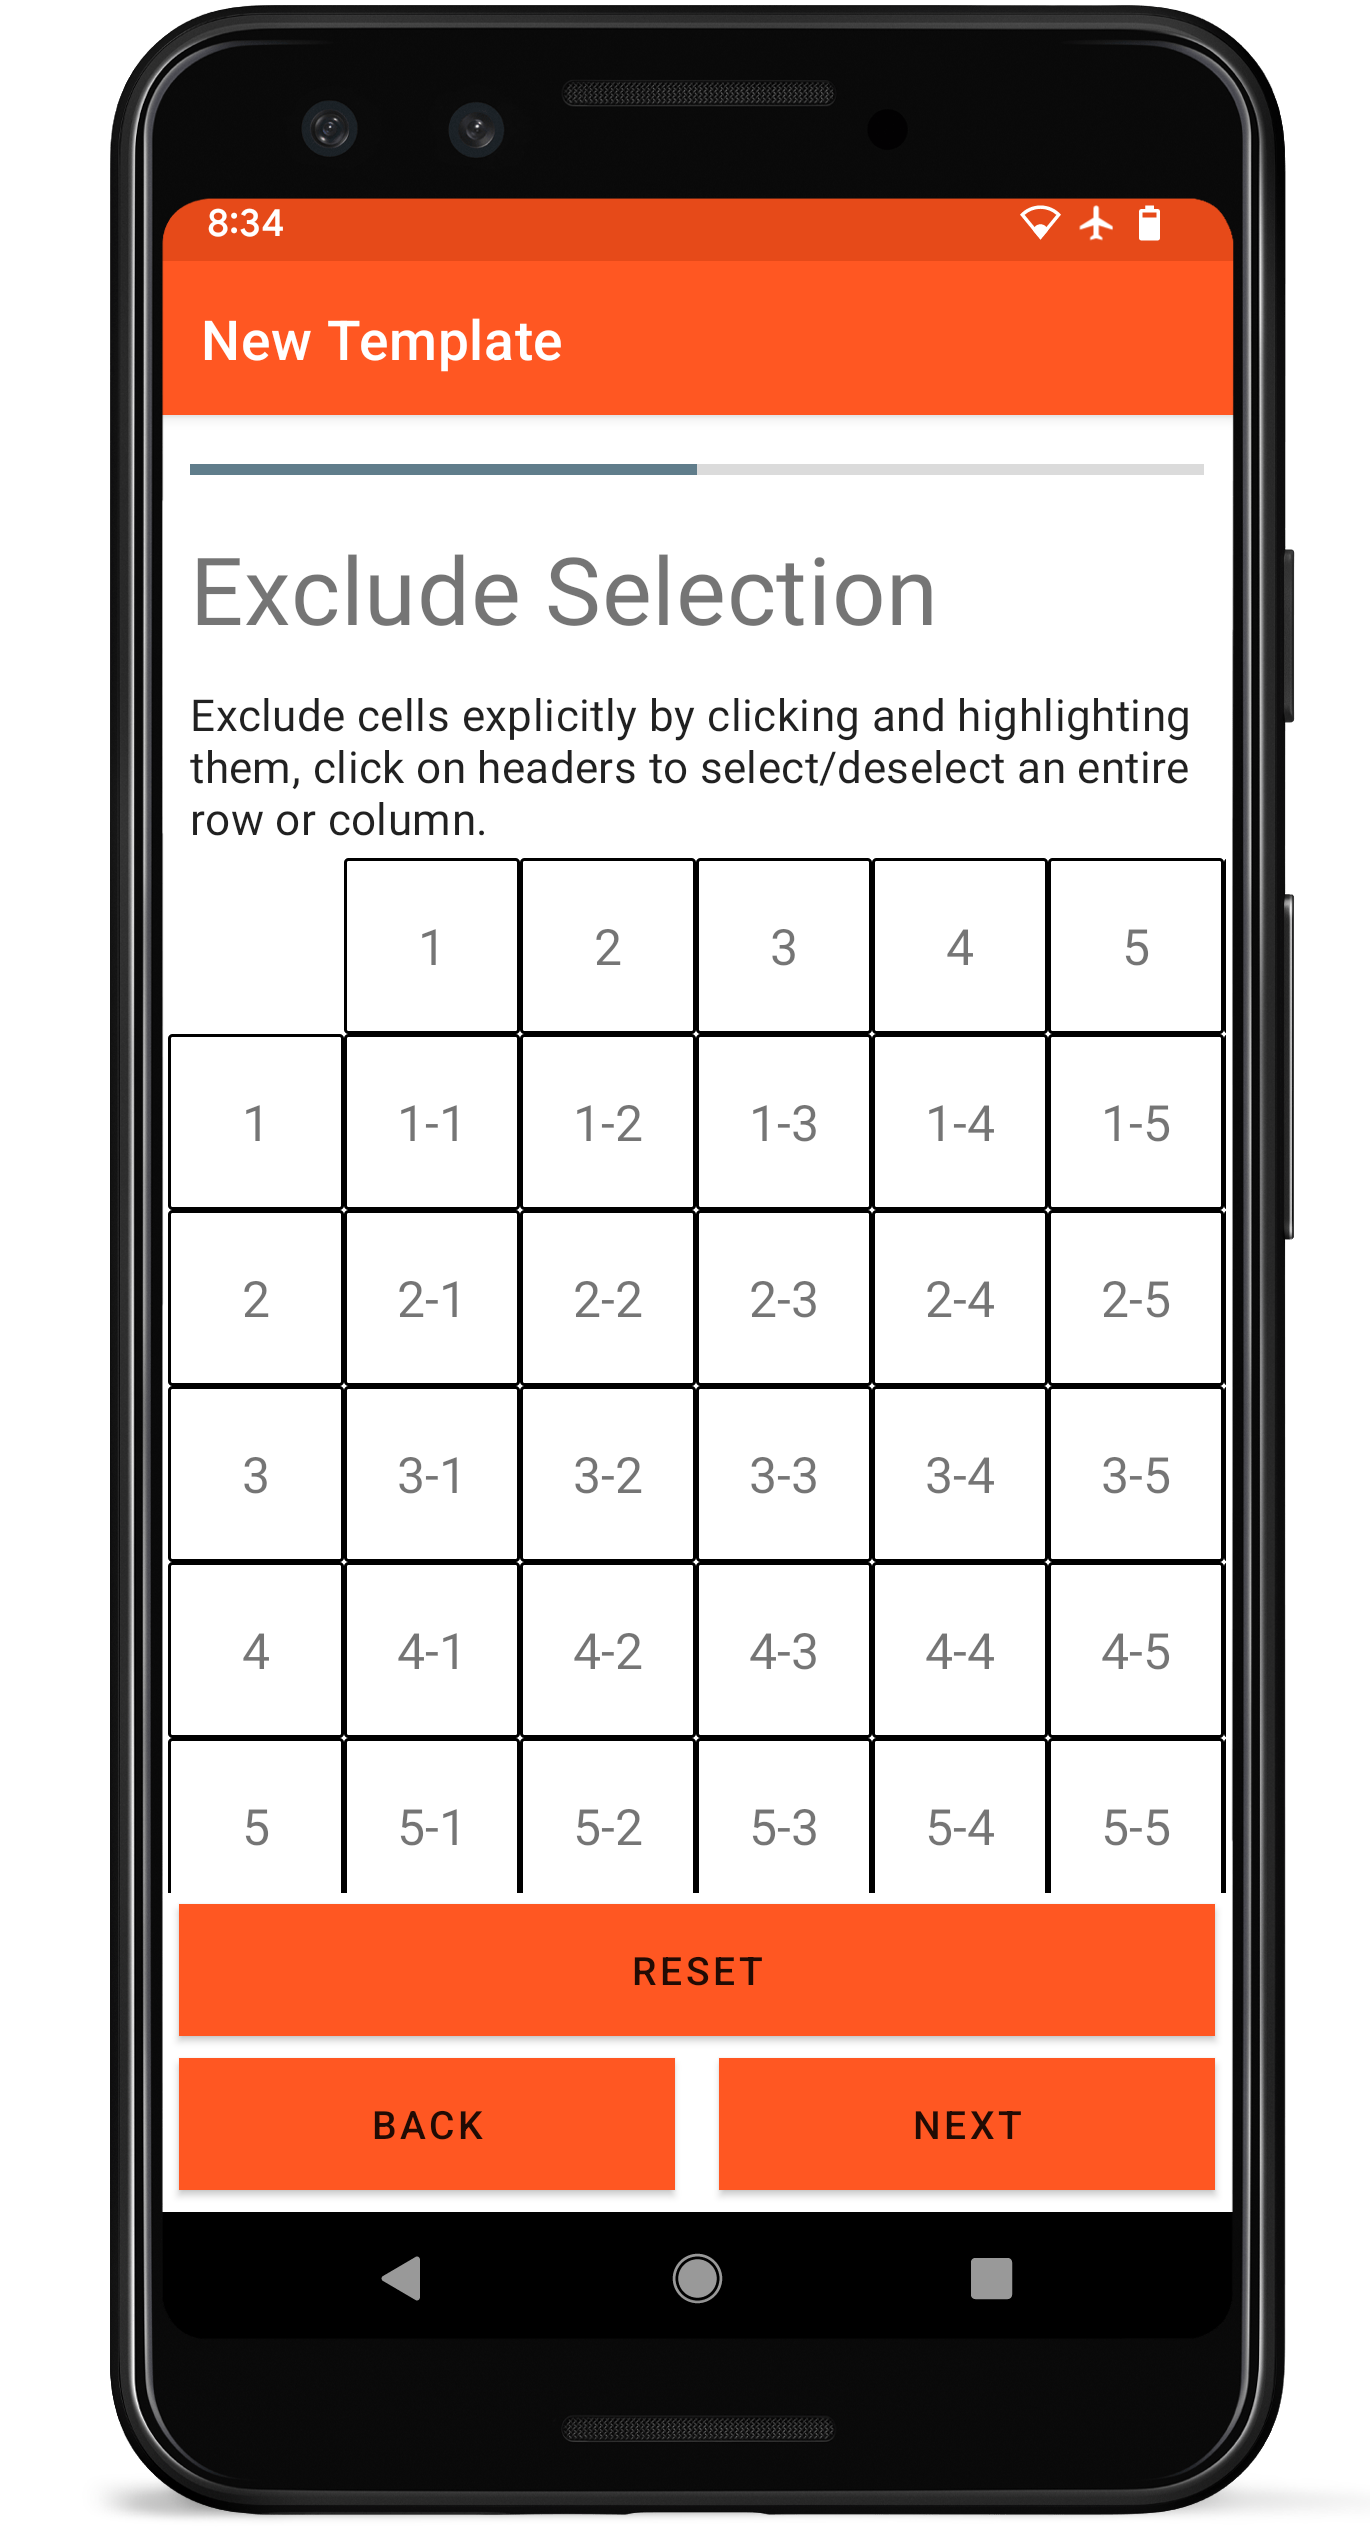 8:34
New Template
Exclude Selection
Exclude cells explicitly by clicking and highlighting
them, click on headers to select/deselect an entire
row or column.
1 2 3 4 5
1 1-1 1-2 1-3 1-4 1-5
2 2-1 2-2 2-3 2-4 2-5
3 3-1 3-2 3-3 3-4 3-5
4 4-1 4-2 4-3 4-4 4-5
5 5-1 5-2 5-3 5-4 5-5
RESET
BACK NEXT